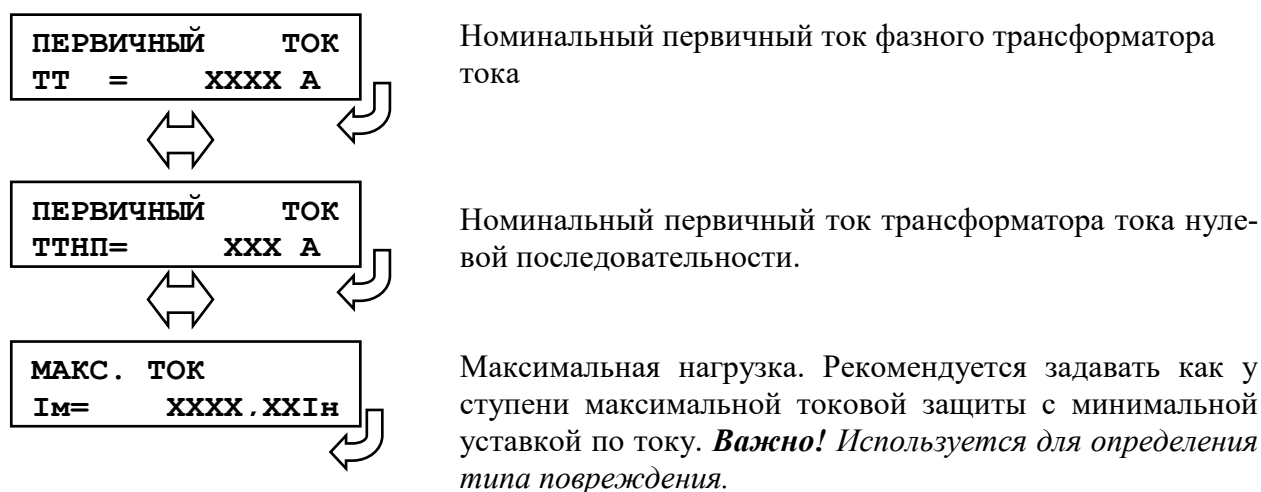 ПЕРВИЧНЫЙ ТОК
ТТ = XXXX А
Номинальный первичный ток фазного трансформатора
тока
ПЕРВИЧНЫЙ ТОК
ТТНП= XXX А
Номинальный первичный ток трансформатора тока нуле-
вой последовательности.
МАКС. ТОК
Iм= XXXX.XXIн
Максимальная нагрузка. Рекомендуется задавать как у
ступени максимальной токовой защиты с минимальной
уставкой по току. Важно! Используется для определения
типа повреждения.